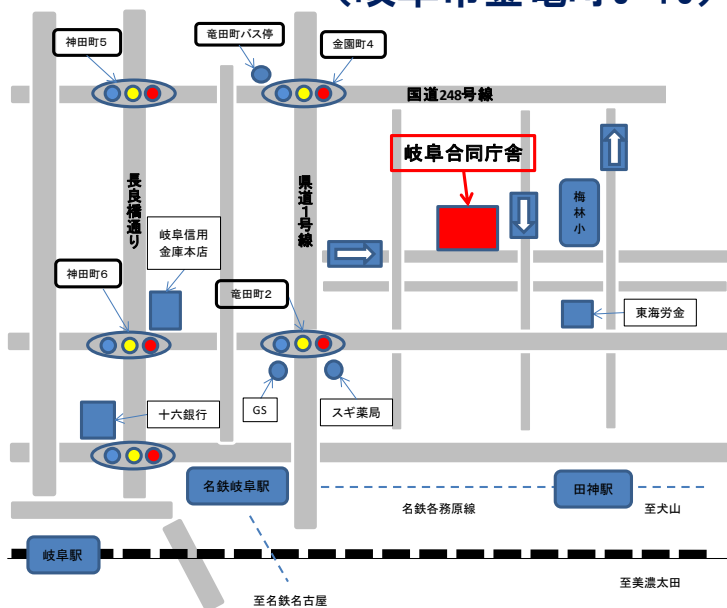 竜田町バス停
神田町5
金園町4
国道248号線
岐阜合同庁舎
長良橋通り
県道1号線
梅林小
岐阜信用
金庫本店
神田町6
竜田町2
東海労金
十六銀行
GS
スギ薬局
名鉄岐阜駅
田神駅
名鉄各務原線
至犬山
岐阜駅
至美濃太田
至名鉄名古屋